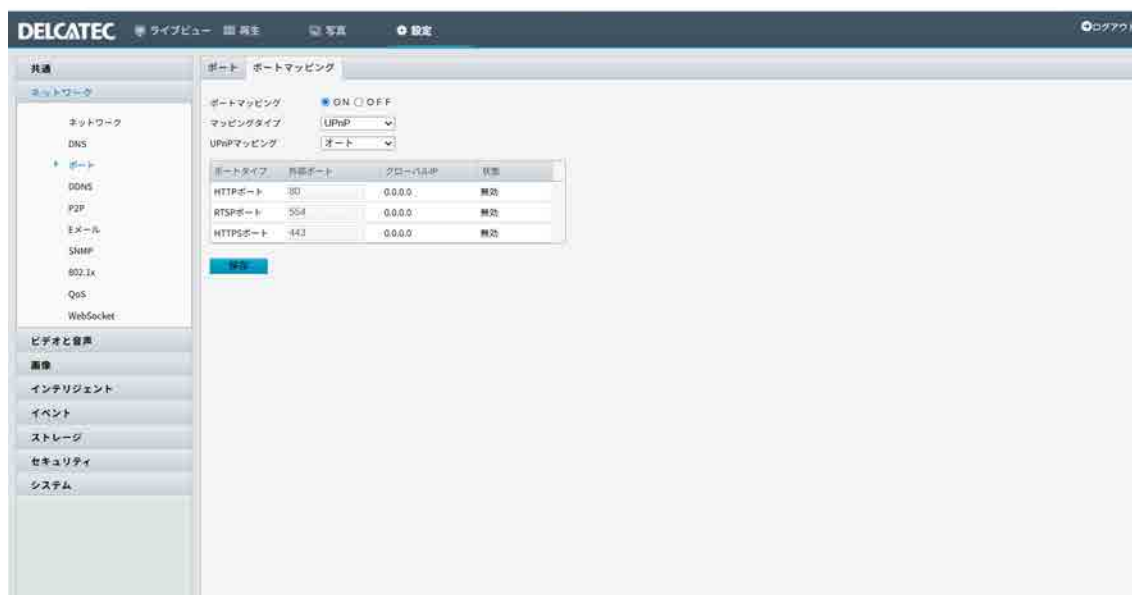 DELCATEC ライブビュー 再生 写真 設定 ログアウト
共通
ネットワーク
ネットワーク
DNS
ポート
DDNS
P2P
Eメール
SNMP
802.1x
QoS
WebSocket
ビデオと音声
画像
インテリジェント
イベント
ストレージ
セキュリティ
システム
ポート ポートマッピング
ポートマッピング ON OFF
マッピングタイプ UPnP
UPnPマッピング オート
ポートタイプ 外部ポート グローバルIP 状態
HTTPポート 80 0.0.0.0 無効
RTSPポート 554 0.0.0.0 無効
HTTPSポート 443 0.0.0.0 無効
保存